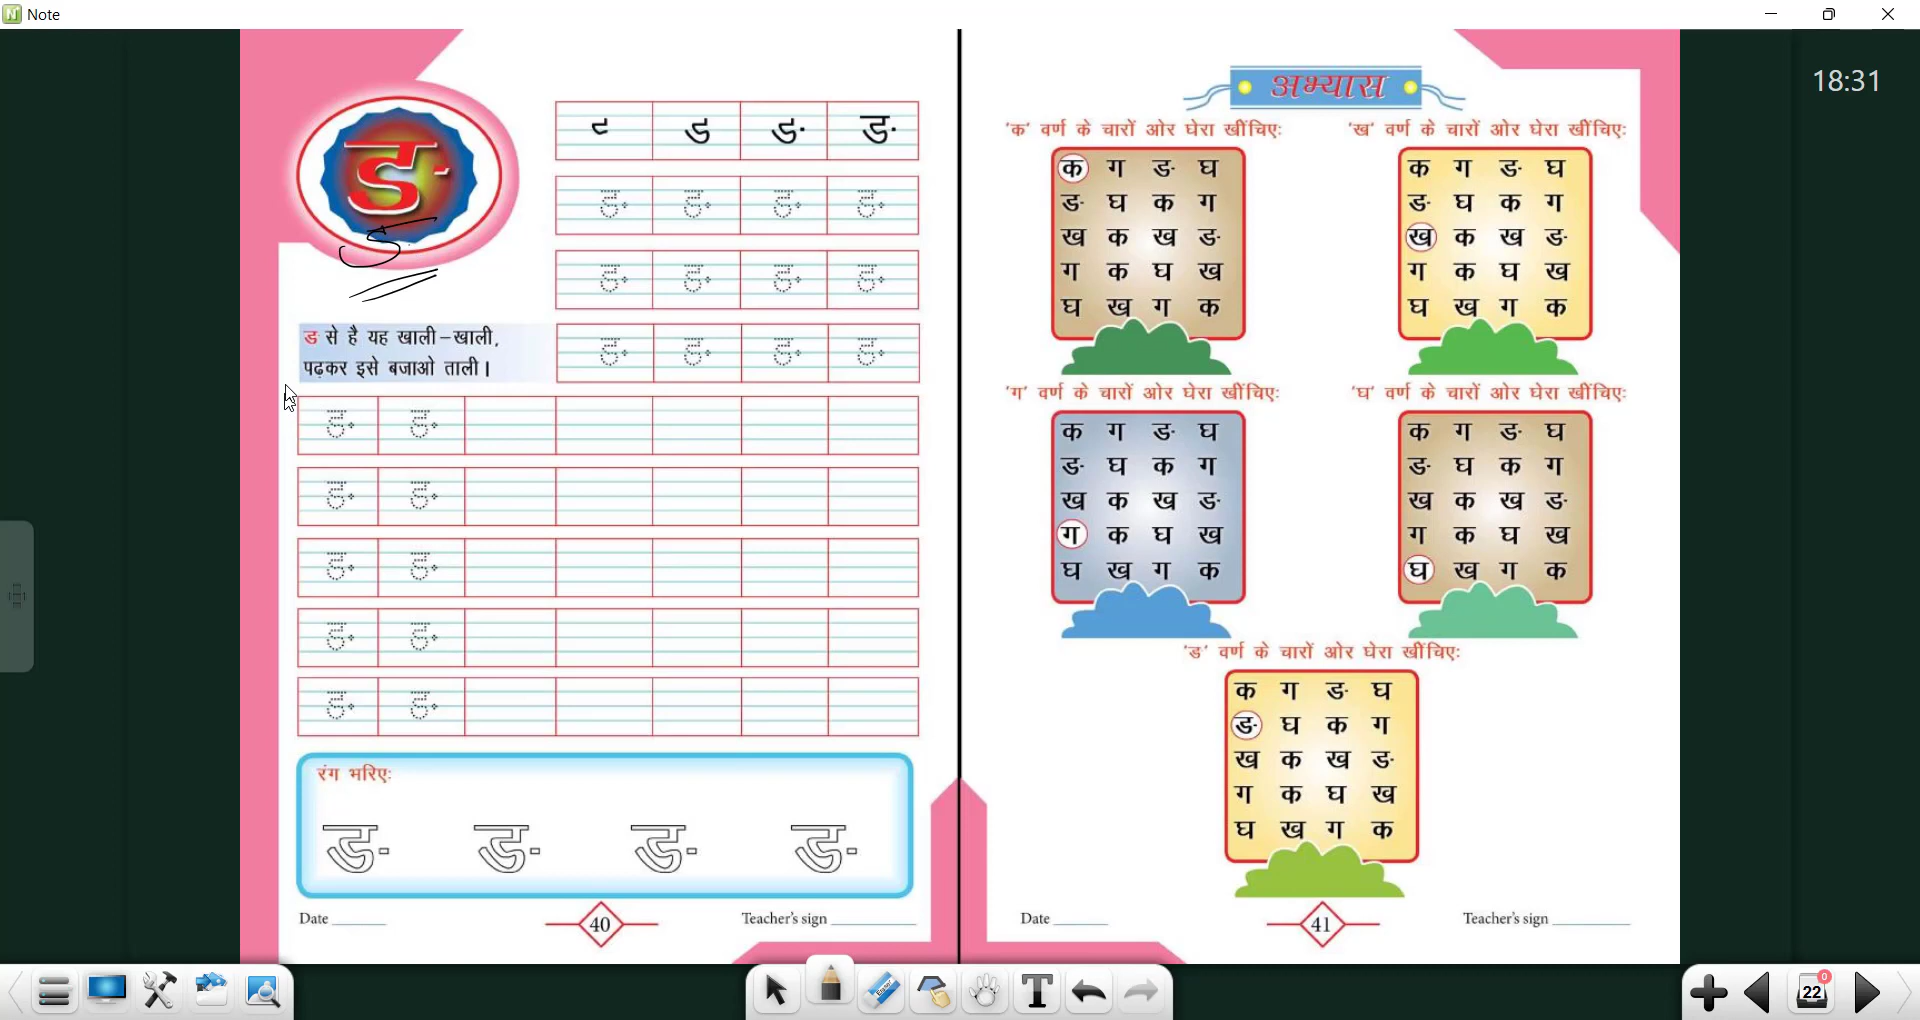 Note
18:31
ङ
ट ड ङ ङ
ङ ङ ङ ङ
ङ ङ ङ ङ
ङ से है यह खाली-खाली,
पढ़कर इसे बजाओ ताली।
ङ ङ ङ ङ
ङ ङ
ङ ङ
ङ ङ
ङ ङ
ङ ङ
रंग भरिए:
ङ ङ ङ ङ
Date
40
Teacher's sign
अभ्यास
'क' वर्ण के चारों ओर घेरा खींचिए:
क ग ङ घ
ङ घ क ग
ख क ख ङ
ग क घ ख
घ ख ग क
'ख' वर्ण के चारों ओर घेरा खींचिए:
क ग ङ घ
ङ घ क ग
ख क ख ङ
ग क घ ख
घ ख ग क
'ग' वर्ण के चारों ओर घेरा खींचिए:
क ग ङ घ
ङ घ क ग
ख क ख ङ
ग क घ ख
घ ख ग क
'घ' वर्ण के चारों ओर घेरा खींचिए:
क ग ङ घ
ङ घ क ग
ख क ख ङ
ग क घ ख
घ ख ग क
'ड' वर्ण के चारों ओर घेरा खींचिए:
क ग ङ घ
ङ घ क ग
ख क ख ङ
ग क घ ख
घ ख ग क
Date
41
Teacher's sign
T
22
0